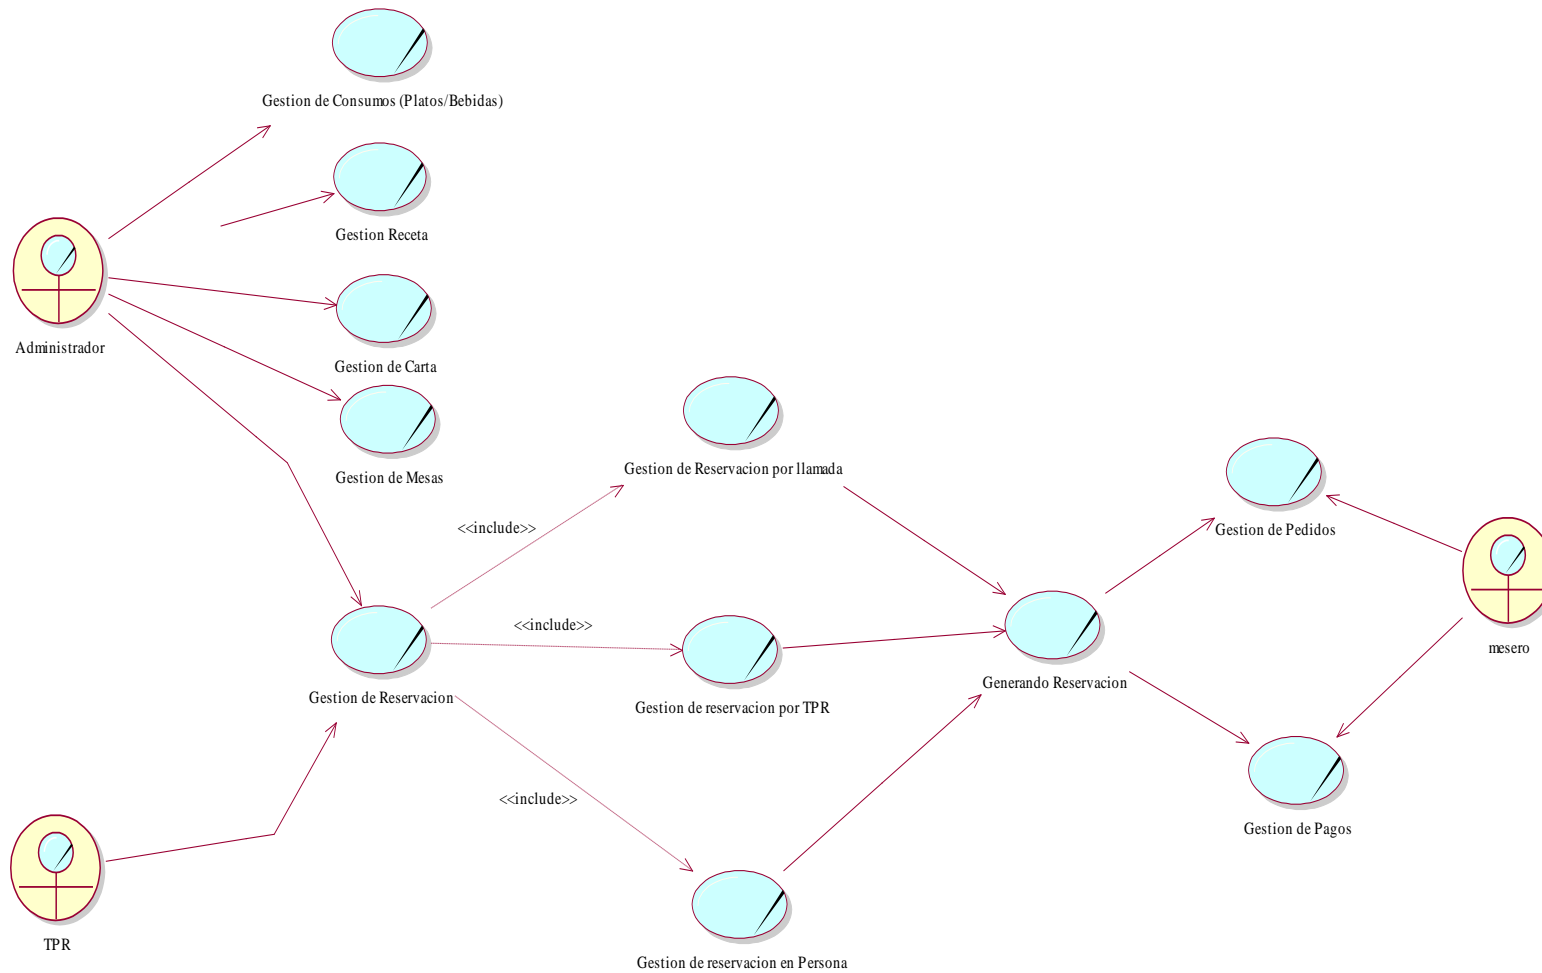 Gestion de Consumos (Platos/Bebidas)
Gestion Receta
Administrador
Gestion de Carta
Gestion de Mesas
Gestion de Reservacion por llamada
<<include>>
Gestion de Pedidos
<<include>>
mesero
Generando Reservacion
Gestion de Reservacion
Gestion de reservacion por TPR
<<include>>
Gestion de Pagos
TPR
Gestion de reservacion en Persona